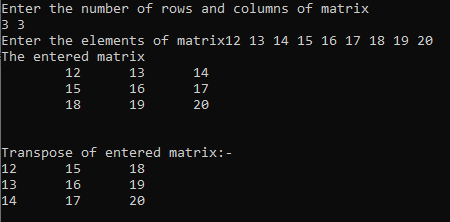 Enter the number of rows and columns of matrix
3 3
Enter the elements of matrix12 13 14 15 16 17 18 19 20
The entered matrix
12 13 14
15 16 17
18 19 20
Transpose of entered matrix:-
12 15 18
13 16 19
14 17 20